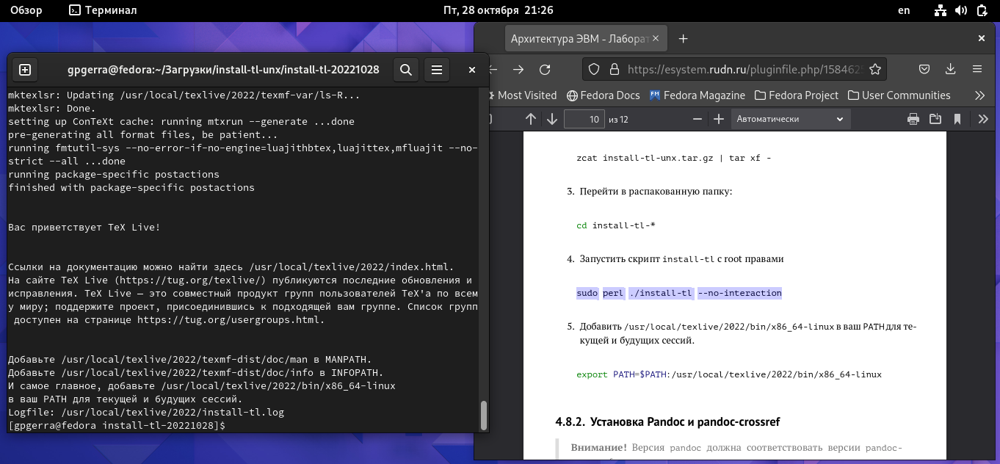 Обзор
Терминал
Пт, 28 октября 21:26
en
gpgerra@fedora:~/Загрузки/install-tl-unx/install-tl-20221028
mktexlsr: Updating /usr/local/texlive/2022/texmf-var/ls-R...
mktexlsr: Done.
setting up ConTeXt cache: running mtxrun --generate ...done
pre-generating all format files, be patient...
running fmtutil-sys --no-error-if-no-engine=luajithbtex,luajittex,mfluajit --no-
strict --all ...done
running package-specific postactions
finished with package-specific postactions
Вас приветствует TeX Live!
Ссылки на документацию можно найти здесь /usr/local/texlive/2022/index.html.
На сайте TeX Live (https://tug.org/texlive/) публикуются последние обновления и
исправления. TeX Live — это совместный продукт групп пользователей TeX'а по всем
у миру; поддержите проект, присоединившись к подходящей вам группе. Список групп
доступен на странице https://tug.org/usergroups.html.
Добавьте /usr/local/texlive/2022/texmf-dist/doc/man в MANPATH.
Добавьте /usr/local/texlive/2022/texmf-dist/doc/info в INFOPATH.
И самое главное, добавьте /usr/local/texlive/2022/bin/x86_64-linux
в ваш PATH для текущей и будущих сессий.
Logfile: /usr/local/texlive/2022/install-tl.log
[gpgerra@fedora install-tl-20221028]$
Архитектура ЭВМ - Лаборат
https://esystem.rudn.ru/pluginfile.php/158462
Most Visited
Fedora Docs
FM
Fedora Magazine
Fedora Project
User Communities
10
из 12
Автоматически
zcat install-tl-unx.tar.gz | tar xf -
3. Перейти в распакованную папку:
cd install-tl-*
4. Запустить скрипт install-tl с root правами
sudo perl ./install-tl --no-interaction
5. Добавить /usr/local/texlive/2022/bin/x86_64-linux в ваш PATH для те-
кущей и будущих сессий.
export PATH=$PATH:/usr/local/texlive/2022/bin/x86_64-linux
4.8.2. Установка Pandoc и pandoc-crossref
Внимание! Версия pandoc должна соответствовать версии pandoc-